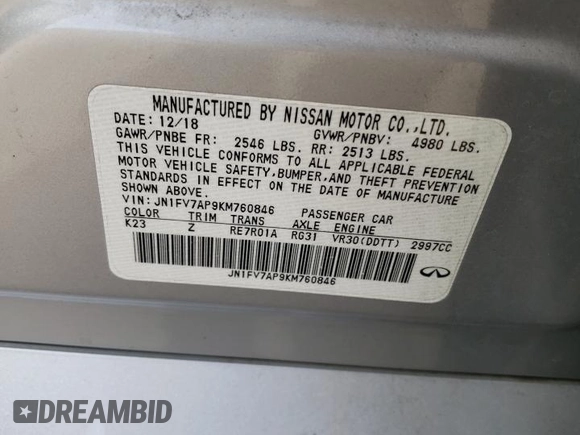 MANUFACTURED BY NISSAN MOTOR CO.,LTD.
DATE: 12/18 GVWR/PNBV: 4980 LBS.
GAWR/PNBE FR: 2546 LBS. RR: 2513 LBS.
THIS VEHICLE CONFORMS TO ALL APPLICABLE FEDERAL
MOTOR VEHICLE SAFETY,BUMPER,AND THEFT PREVENTION
STANDARDS IN EFFECT ON THE DATE OF MANUFACTURE
SHOWN ABOVE.
VIN: JN1FV7AP9KM760846 PASSENGER CAR
COLOR TRIM TRANS AXLE ENGINE
K23 Z RE7R01A RG31 VR30(DDTT) 2997CC
JN1FV7AP9KM760846
DREAMBID